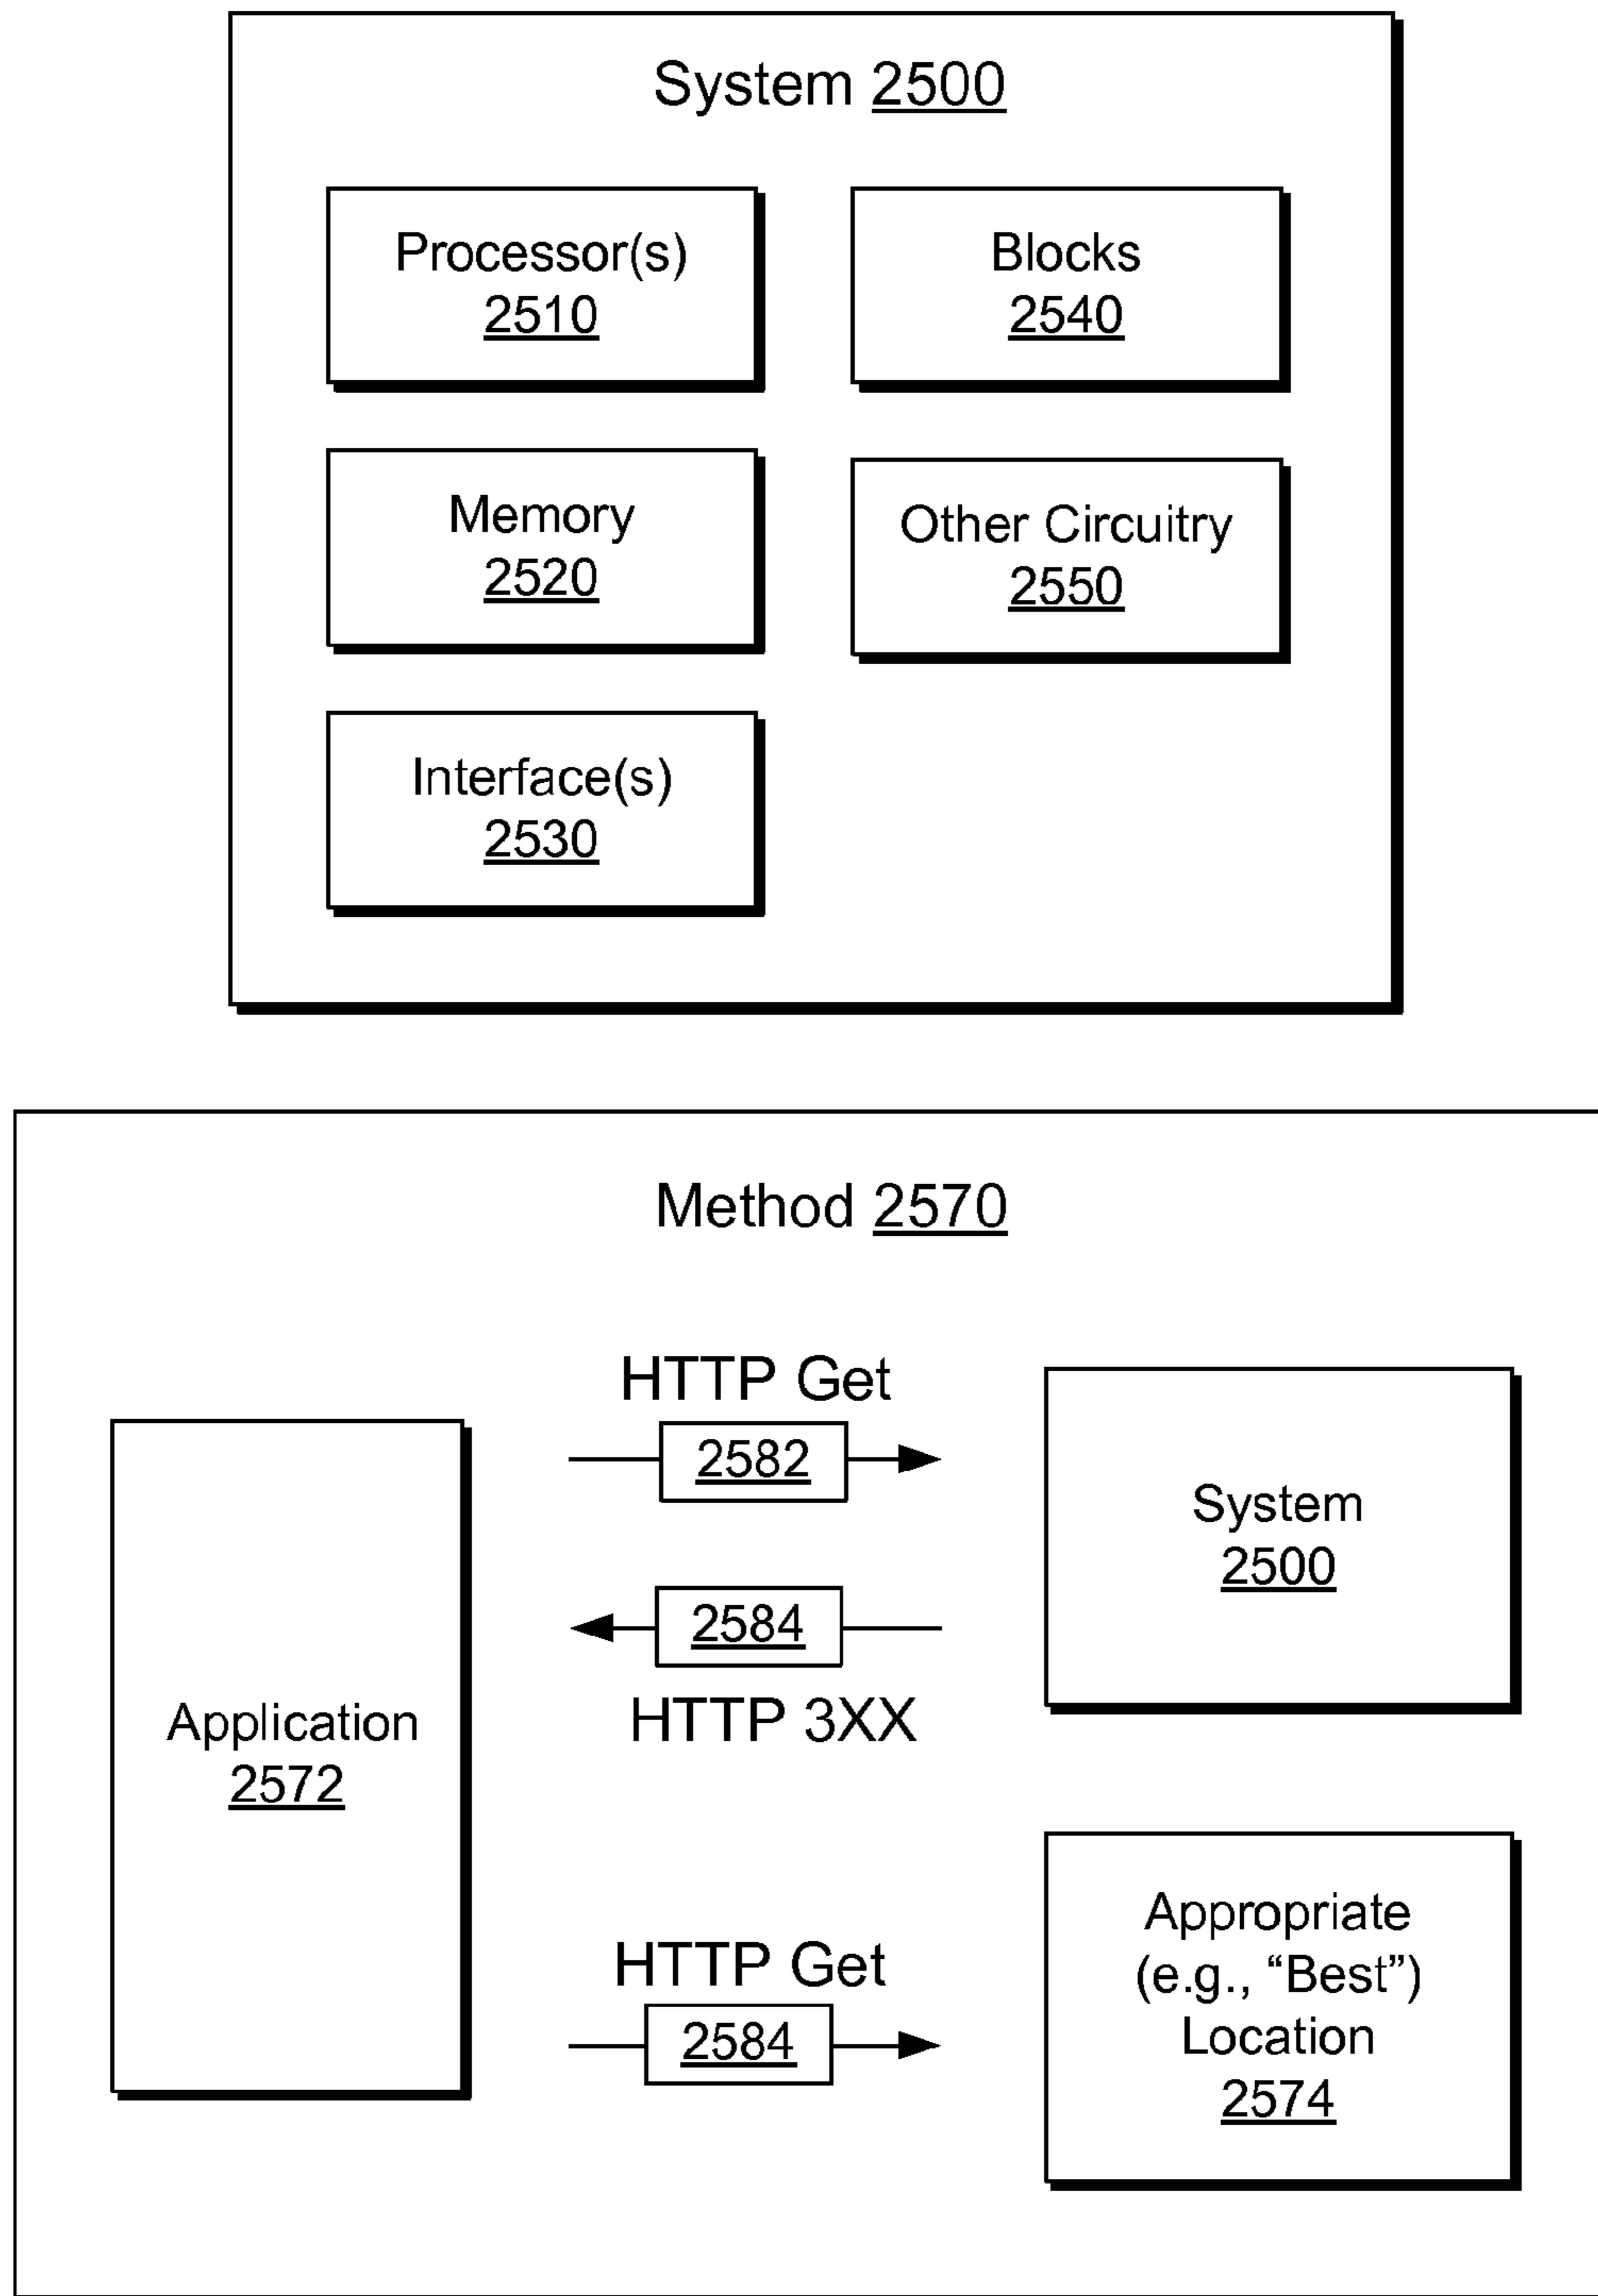 System 2500
Processor(s)
2510
Blocks
2540
Memory
2520
Other Circuitry
2550
Interface(s)
2530
Method 2570
HTTP Get
2582
System
2500
2584
HTTP 3XX
Application
2572
HTTP Get
2584
Appropriate
(e.g., “Best”)
Location
2574